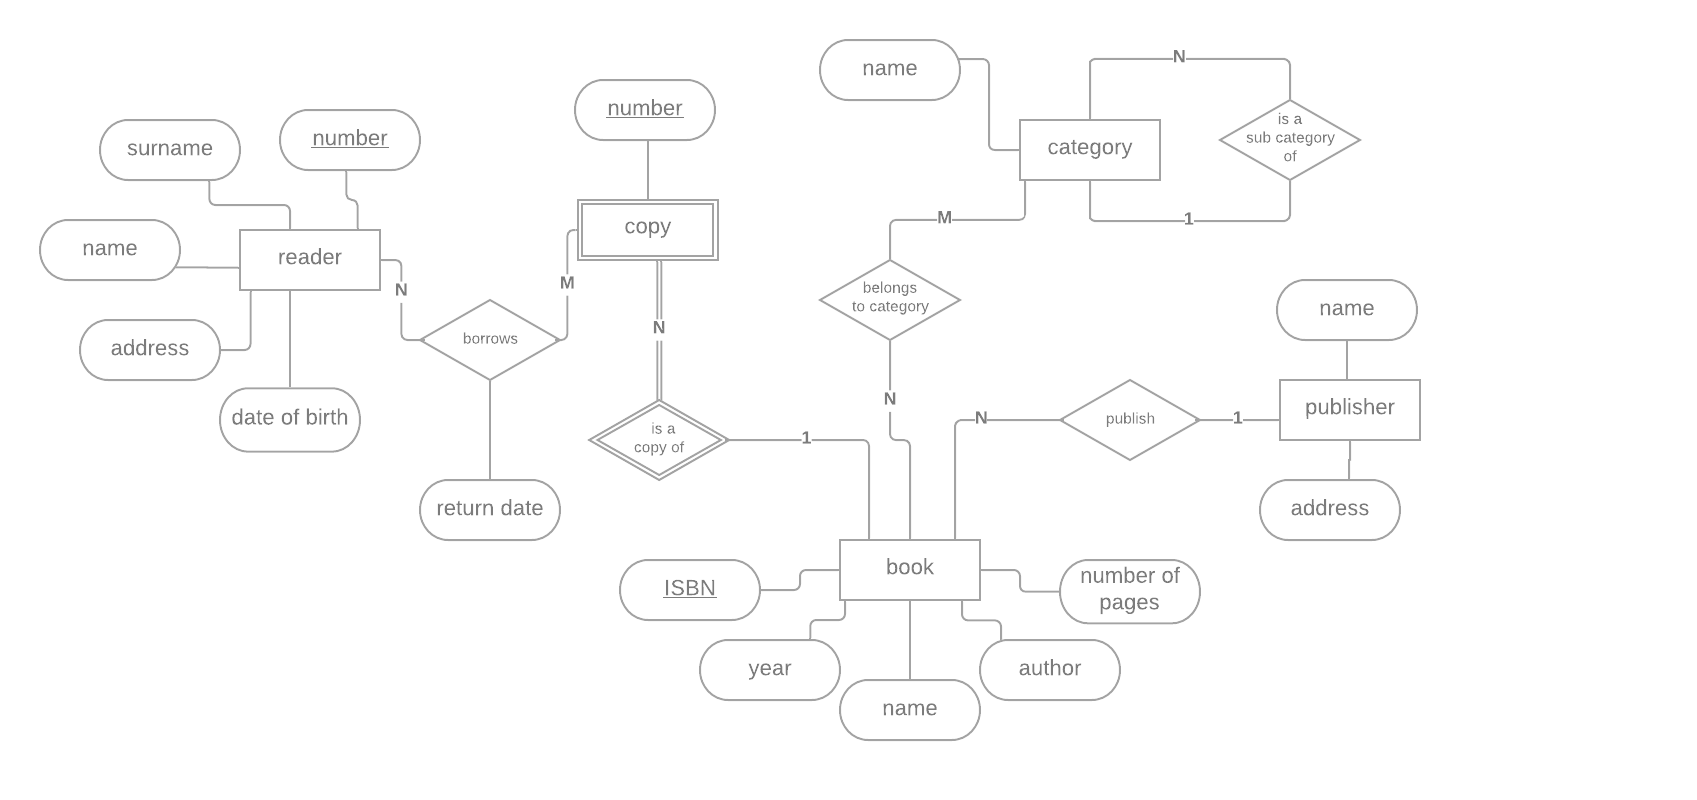 name
N
number
is a
sub category
of
surname
number
category
copy
M
1
reader
name
N
M
belongs
to category
name
N
borrows
address
date of birth
is a
copy of
1
N
N
publish
1
publisher
return date
address
book
ISBN
number of
pages
year
author
name